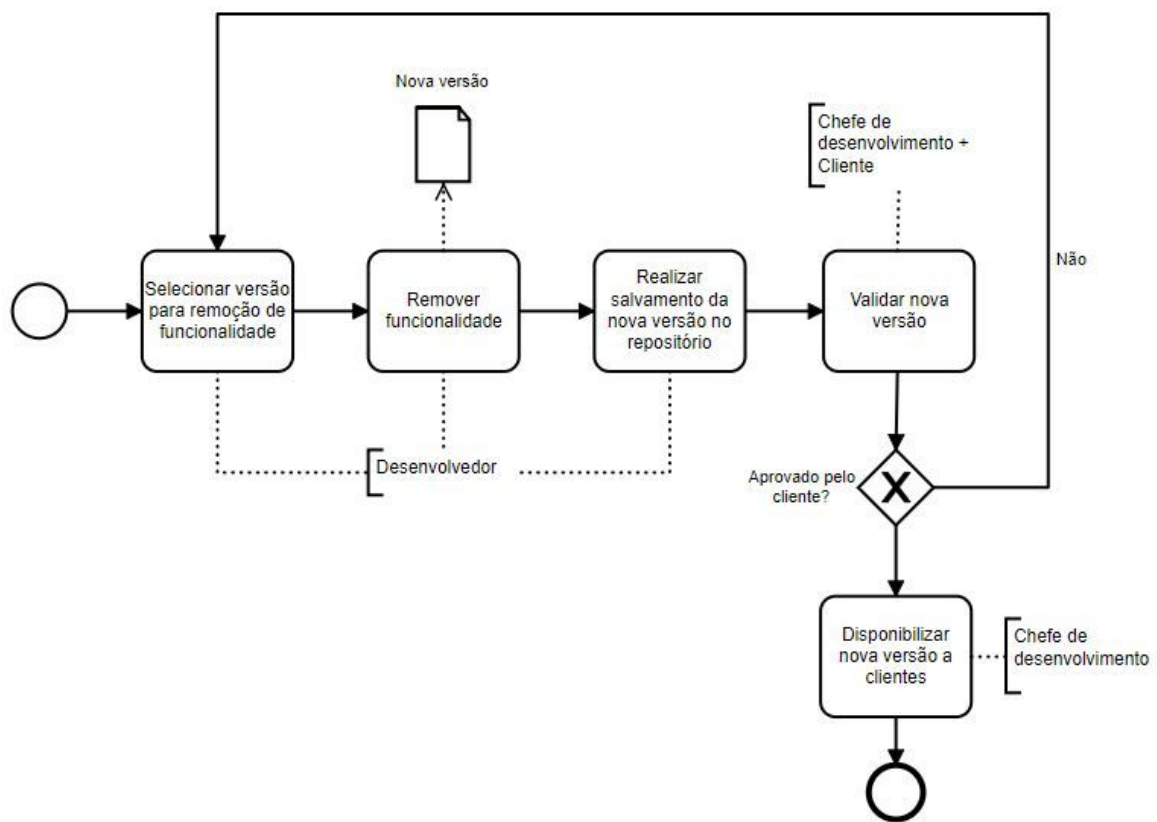 Nova versão
Chefe de
desenvolvimento +
Cliente
Selecionar versão
para remoção de
funcionalidade
Remover
funcionalidade
Realizar
salvamento da
nova versão no
repositório
Validar nova
versão
Não
Desenvolvedor
Aprovado pelo
cliente?
X
Disponibilizar
nova versão a
clientes
Chefe de
desenvolvimento